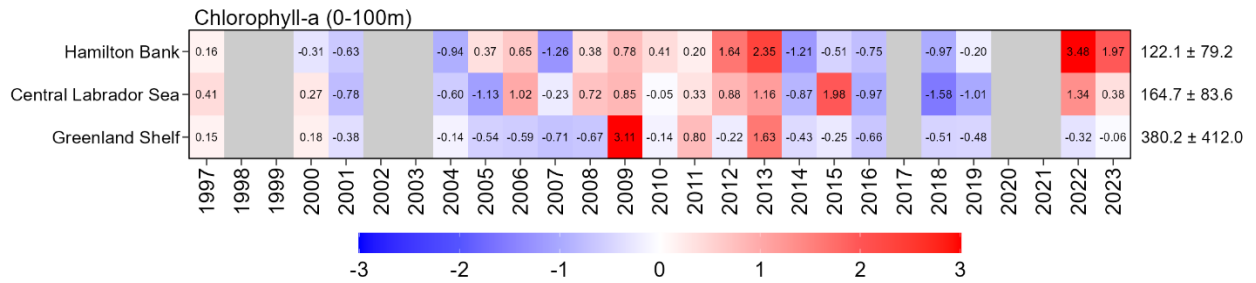 Chlorophyll-a (0-100m)
Hamilton Bank 0.16 -0.31 -0.63 -0.94 0.37 0.65 -1.26 0.38 0.78 0.41 0.20 1.64 2.35 -1.21 -0.51 -0.75 -0.97 -0.20 3.48 1.97 122.1 ± 79.2
Central Labrador Sea 0.41 0.27 -0.78 -0.60 -1.13 1.02 -0.23 0.72 0.85 -0.05 0.33 0.88 1.16 -0.87 1.98 -0.97 -1.58 -1.01 1.34 0.38 164.7 ± 83.6
Greenland Shelf 0.15 0.18 -0.38 -0.14 -0.54 -0.59 -0.71 -0.67 3.11 -0.14 0.80 -0.22 1.63 -0.43 -0.25 -0.66 -0.51 -0.48 -0.32 -0.06 380.2 ± 412.0
1997 1998 1999 2000 2001 2002 2003 2004 2005 2006 2007 2008 2009 2010 2011 2012 2013 2014 2015 2016 2017 2018 2019 2020 2021 2022 2023
-3 -2 -1 0 1 2 3